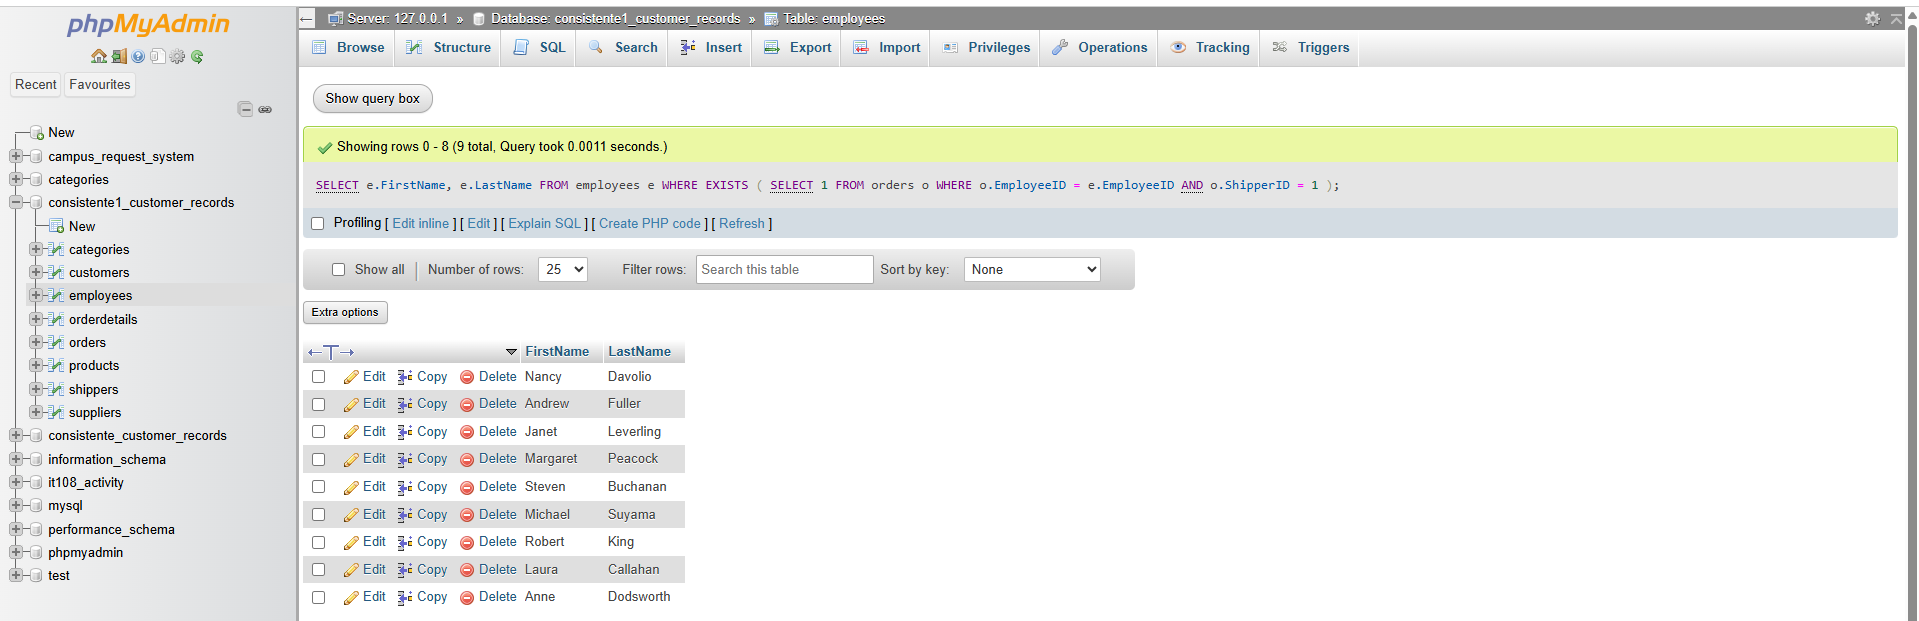 phpMyAdmin
Recent Favourites
New
campus_request_system
categories
consistente1_customer_records
New
categories
customers
employees
orderdetails
orders
products
shippers
suppliers
consistente_customer_records
information_schema
it108_activity
mysql
performance_schema
phpmyadmin
test
Server: 127.0.0.1 » Database: consistente1_customer_records » Table: employees
Browse Structure SQL Search Insert Export Import Privileges Operations Tracking Triggers
Show query box
Showing rows 0 - 8 (9 total, Query took 0.0011 seconds.)
SELECT e.FirstName, e.LastName FROM employees e WHERE EXISTS ( SELECT 1 FROM orders o WHERE o.EmployeeID = e.EmployeeID AND o.ShipperID = 1 );
Profiling [ Edit inline ] [ Edit ] [ Explain SQL ] [ Create PHP code ] [ Refresh ]
Show all | Number of rows: 25 Filter rows: Search this table Sort by key: None
Extra options
←T→ FirstName LastName
Edit Copy Delete Nancy Davolio
Edit Copy Delete Andrew Fuller
Edit Copy Delete Janet Leverling
Edit Copy Delete Margaret Peacock
Edit Copy Delete Steven Buchanan
Edit Copy Delete Michael Suyama
Edit Copy Delete Robert King
Edit Copy Delete Laura Callahan
Edit Copy Delete Anne Dodsworth